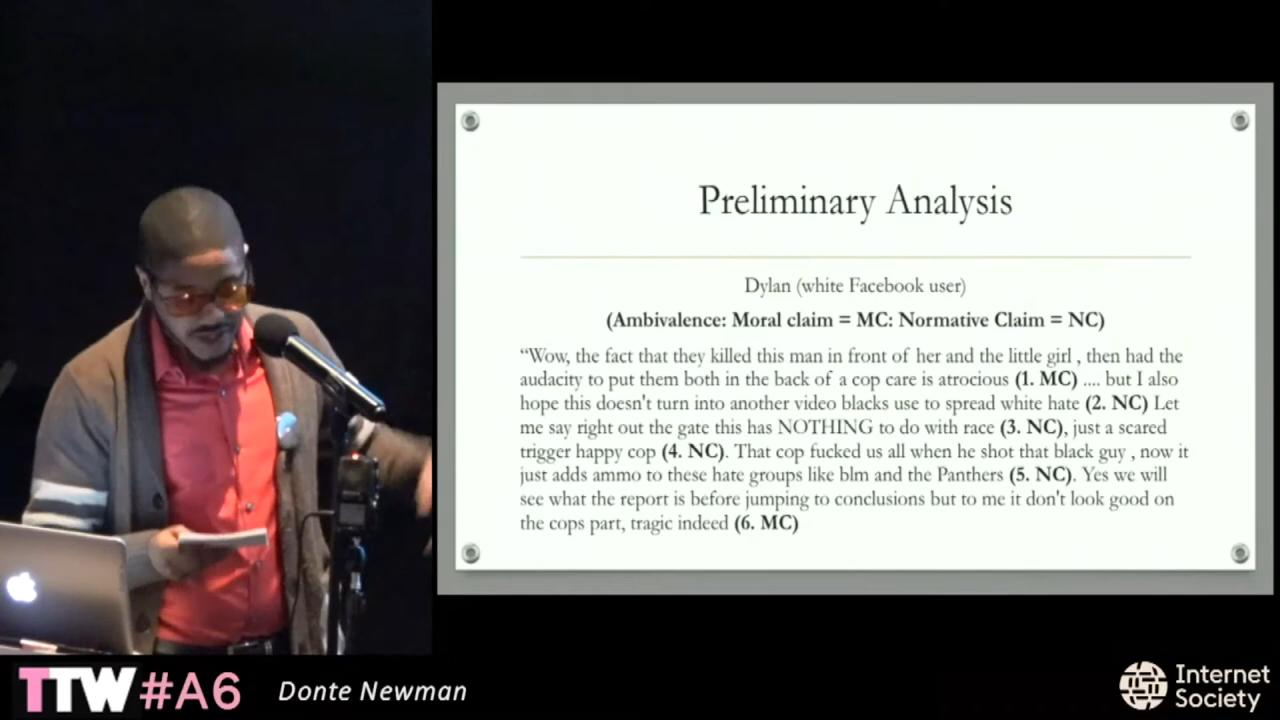 Preliminary Analysis
Dylan (white Facebook user)
(Ambivalence: Moral claim = MC: Normative Claim = NC)
“Wow, the fact that they killed this man in front of her and the little girl , then had the
audacity to put them both in the back of a cop care is atrocious (1. MC) .... but I also
hope this doesn't turn into another video blacks use to spread white hate (2. NC) Let
me say right out the gate this has NOTHING to do with race (3. NC), just a scared
trigger happy cop (4. NC). That cop fucked us all when he shot that black guy , now it
just adds ammo to these hate groups like blm and the Panthers (5. NC). Yes we will
see what the report is before jumping to conclusions but to me it don't look good on
the cops part, tragic indeed (6. MC)
TTW#A6
Donte Newman
Internet
Society